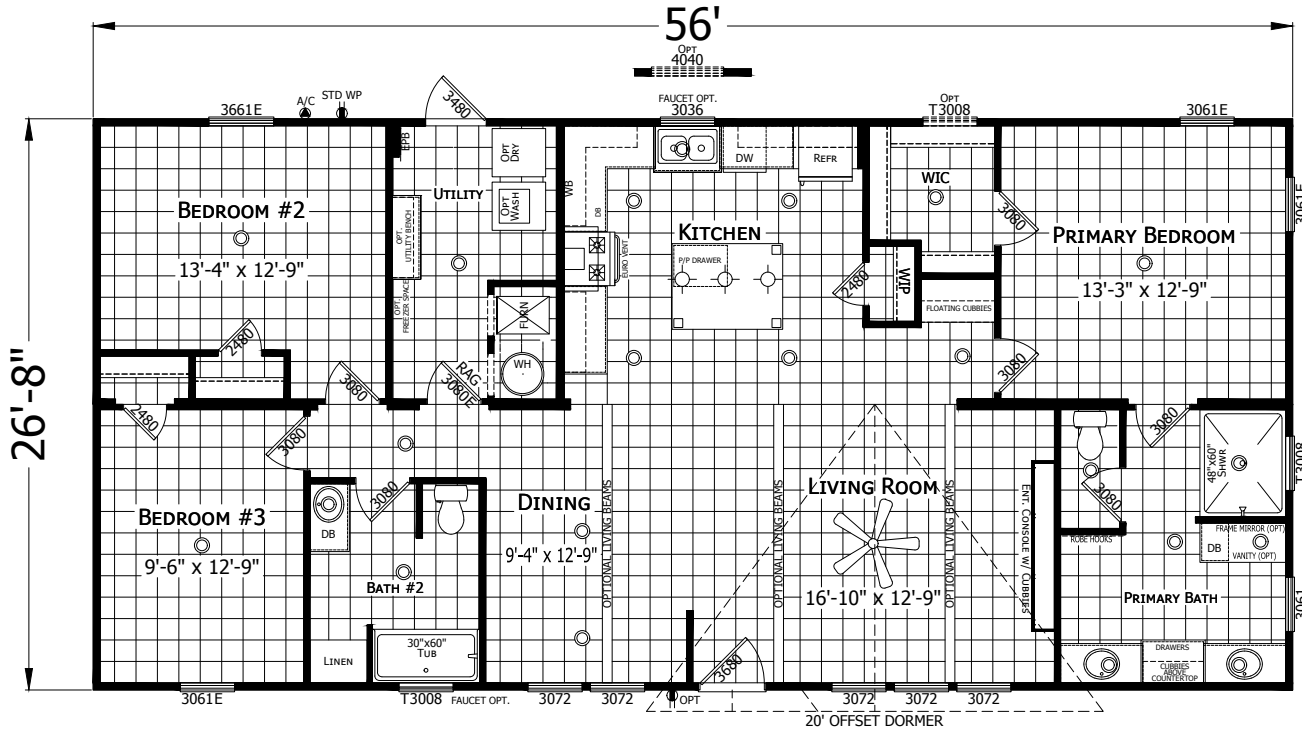 56'
OPT
4040
26'-8"
3661E
A/C
STD WP
3480
FAUCET OPT.
3036
OPT
T3008
3061E
EPB
OPT
DRY
OPT
WASH
UTILITY
OPT.
UTILITY BENCH
OPT.
FREEZER SPACE
WB
DB
DW
REFR
WIC
3080
3061E
BEDROOM #2
13'-4" x 12'-9"
KITCHEN
P/P DRAWER
EURO VENT
2480
WIP
FLOATING CUBBIES
PRIMARY BEDROOM
13'-3" x 12'-9"
FURN
WH
RAG
3080E
2480
3080
3080
2480
3080
BEDROOM #3
9'-6" x 12'-9"
DB
3080
BATH #2
LINEN
30"x60"
TUB
DINING
9'-4" x 12'-9"
OPTIONAL LIVING BEAMS
OPTIONAL LIVING BEAMS
LIVING ROOM
16'-10" x 12'-9"
OPTIONAL LIVING BEAMS
ENT. CONSOLE W/ CUBBIES
3080
3080
48"x60"
SHWR
T3008
ROBE HOOKS
FRAME MIRROR (OPT)
DB
VANITY (OPT)
PRIMARY BATH
3061
DRAWERS
CUBBIES
ABOVE
COUNTERTOP
3680
3061E
T3008
FAUCET OPT.
3072
3072
OPT
3072
3072
3072
20' OFFSET DORMER